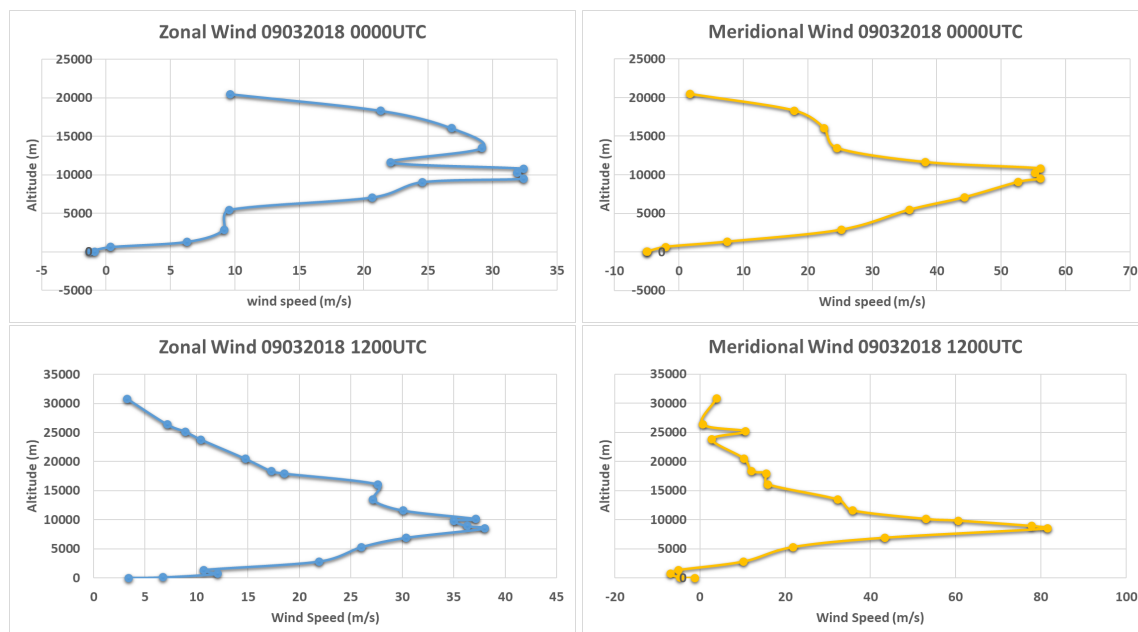 Zonal Wind 09032018 0000UTC
25000
20000
15000
10000
5000
0
-5000
-5 0 5 10 15 20 25 30 35
Altitude (m)
wind speed (m/s)
Meridional Wind 09032018 0000UTC
25000
20000
15000
10000
5000
0
-5000
-10 0 10 20 30 40 50 60 70
Altitude (m)
Wind speed (m/s)
Zonal Wind 09032018 1200UTC
35000
30000
25000
20000
15000
10000
5000
0
0 5 10 15 20 25 30 35 40 45
Altitude (m)
Wind Speed (m/s)
Meridional Wind 09032018 1200UTC
35000
30000
25000
20000
15000
10000
5000
0
-20 0 20 40 60 80 100
Altitude (m)
Wind Speed (m/s)